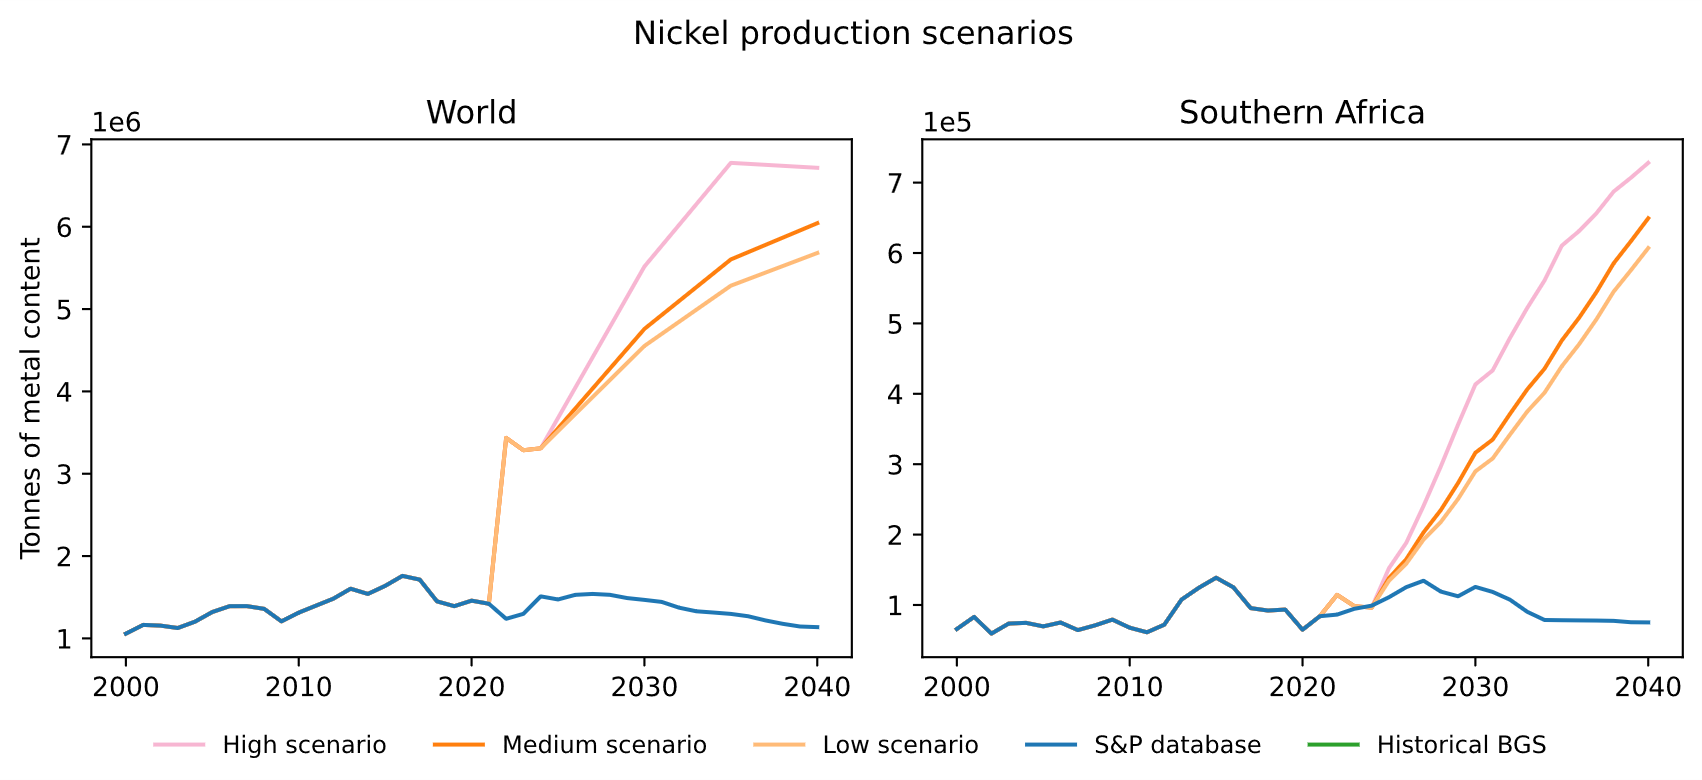 Nickel production scenarios
World
1e6
7
6
5
4
3
2
1
Tonnes of metal content
2000 2010 2020 2030 2040
Southern Africa
1e5
7
6
5
4
3
2
1
2000 2010 2020 2030 2040
High scenario Medium scenario Low scenario S&P database Historical BGS